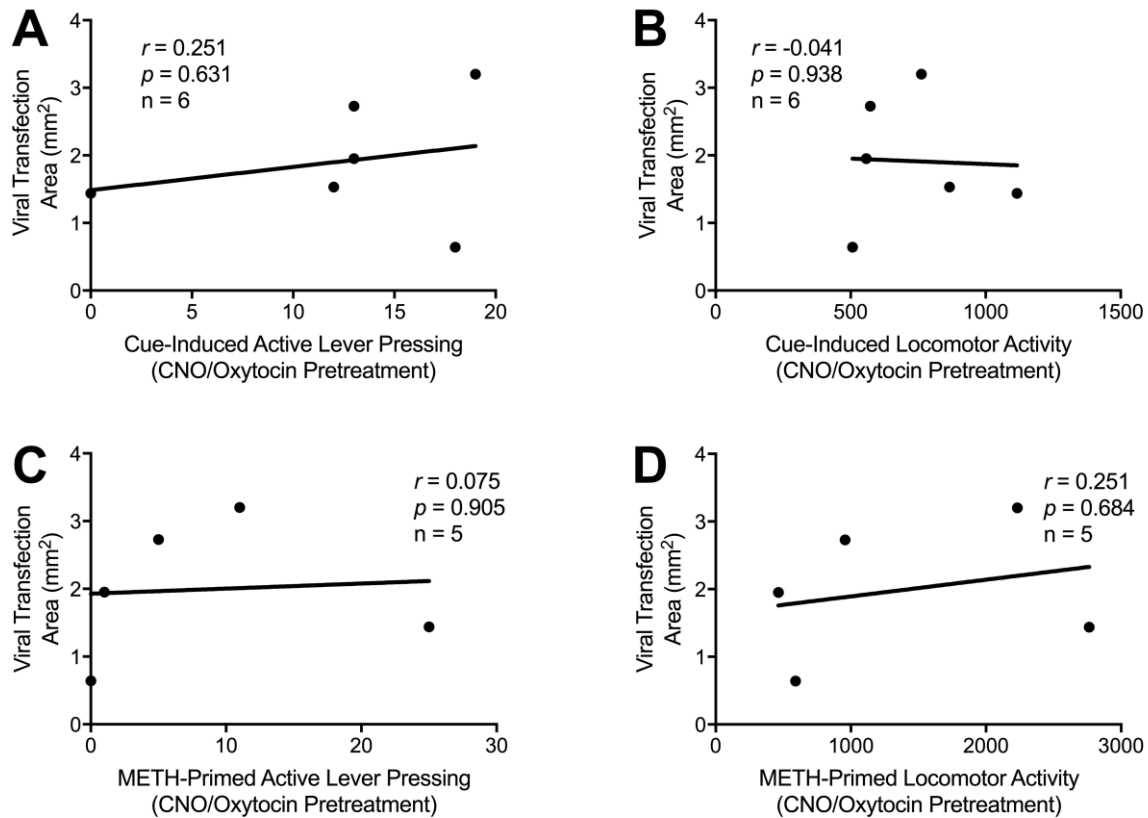 A
r = 0.251
p = 0.631
n = 6
Viral Transfection
Area (mm²)
4
3
2
1
0
0 5 10 15 20
Cue-Induced Active Lever Pressing
(CNO/Oxytocin Pretreatment)
B
r = -0.041
p = 0.938
n = 6
Viral Transfection
Area (mm²)
4
3
2
1
0
0 500 1000 1500
Cue-Induced Locomotor Activity
(CNO/Oxytocin Pretreatment)
C
r = 0.075
p = 0.905
n = 5
Viral Transfection
Area (mm²)
4
3
2
1
0
0 10 20 30
METH-Primed Active Lever Pressing
(CNO/Oxytocin Pretreatment)
D
r = 0.251
p = 0.684
n = 5
Viral Transfection
Area (mm²)
4
3
2
1
0
0 1000 2000 3000
METH-Primed Locomotor Activity
(CNO/Oxytocin Pretreatment)